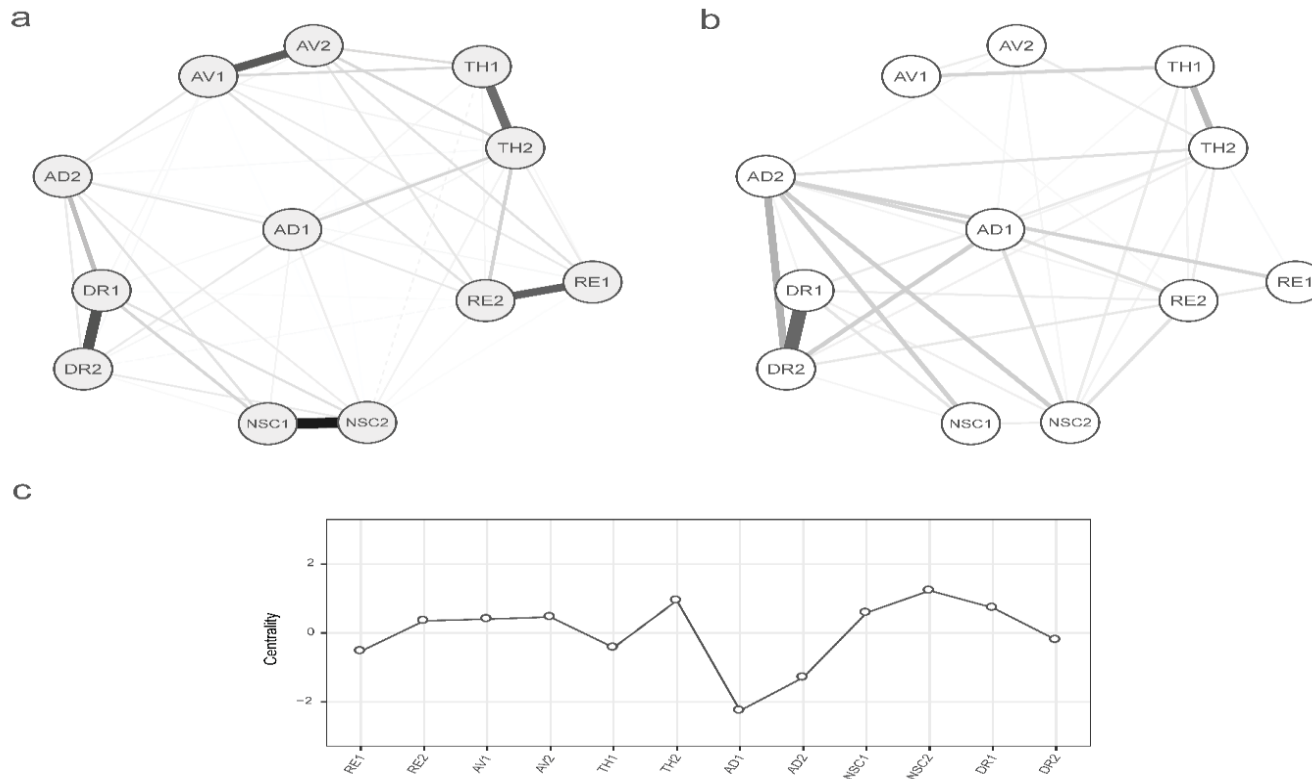 a
AV1
AV2
TH1
TH2
AD2
AD1
DR1
RE2
RE1
DR2
NSC1
NSC2
b
AV1
AV2
TH1
TH2
AD2
AD1
DR1
RE2
RE1
DR2
NSC1
NSC2
c
Centrality
2
0
−2
RE1
RE2
AV1
AV2
TH1
TH2
AD1
AD2
NSC1
NSC2
DR1
DR2